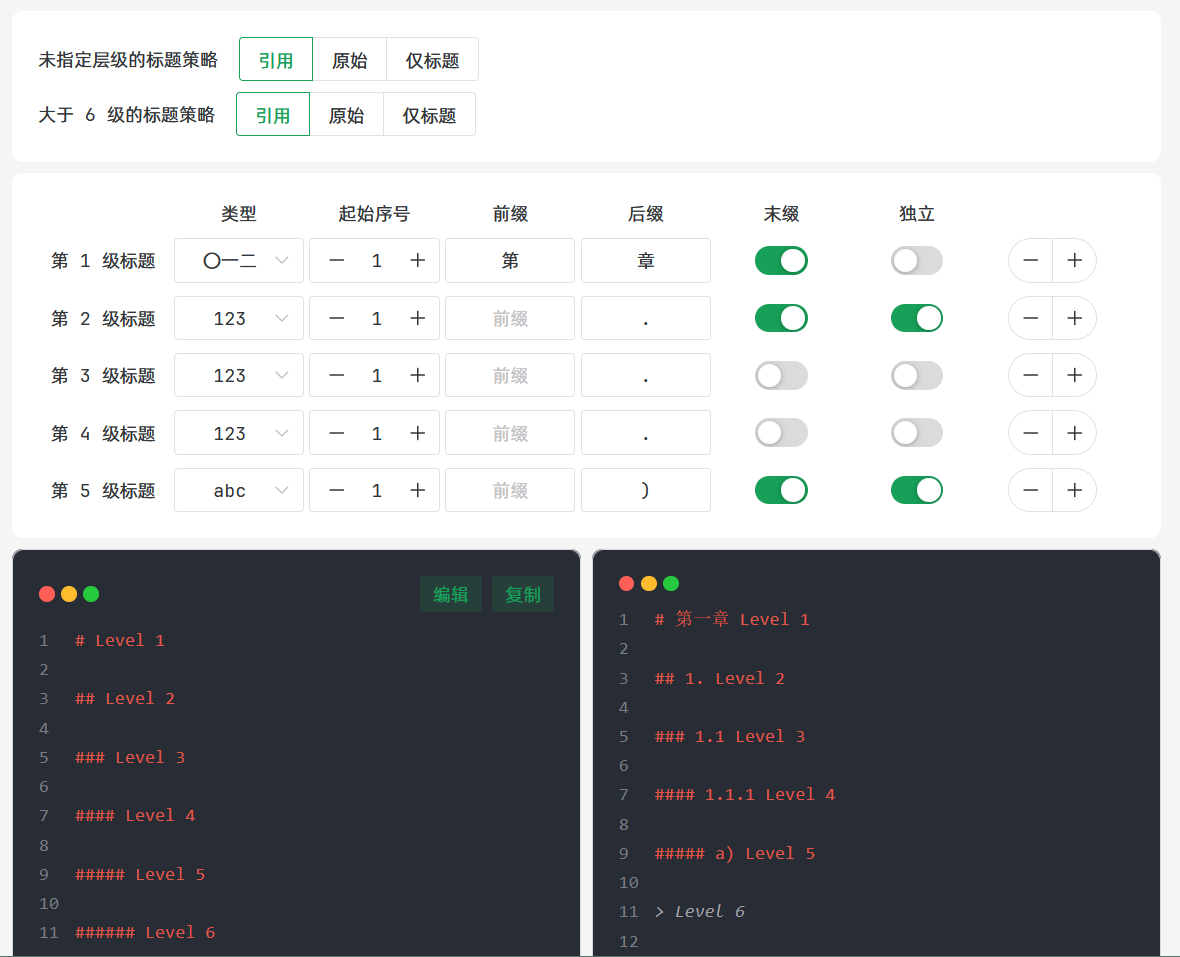 未指定层级的标题策略 引用 原始 仅标题
大于 6 级的标题策略 引用 原始 仅标题
类型 起始序号 前缀 后缀 末缀 独立
第 1 级标题 〇一二 1 第 章
第 2 级标题 123 1 前缀 .
第 3 级标题 123 1 前缀 .
第 4 级标题 123 1 前缀 .
第 5 级标题 abc 1 前缀 )
编辑 复制
1 # Level 1
2
3 ## Level 2
4
5 ### Level 3
6
7 #### Level 4
8
9 ##### Level 5
10
11 ###### Level 6
1 # 第一章 Level 1
2
3 ## 1. Level 2
4
5 ### 1.1 Level 3
6
7 #### 1.1.1 Level 4
8
9 ##### a) Level 5
10
11 > Level 6
12